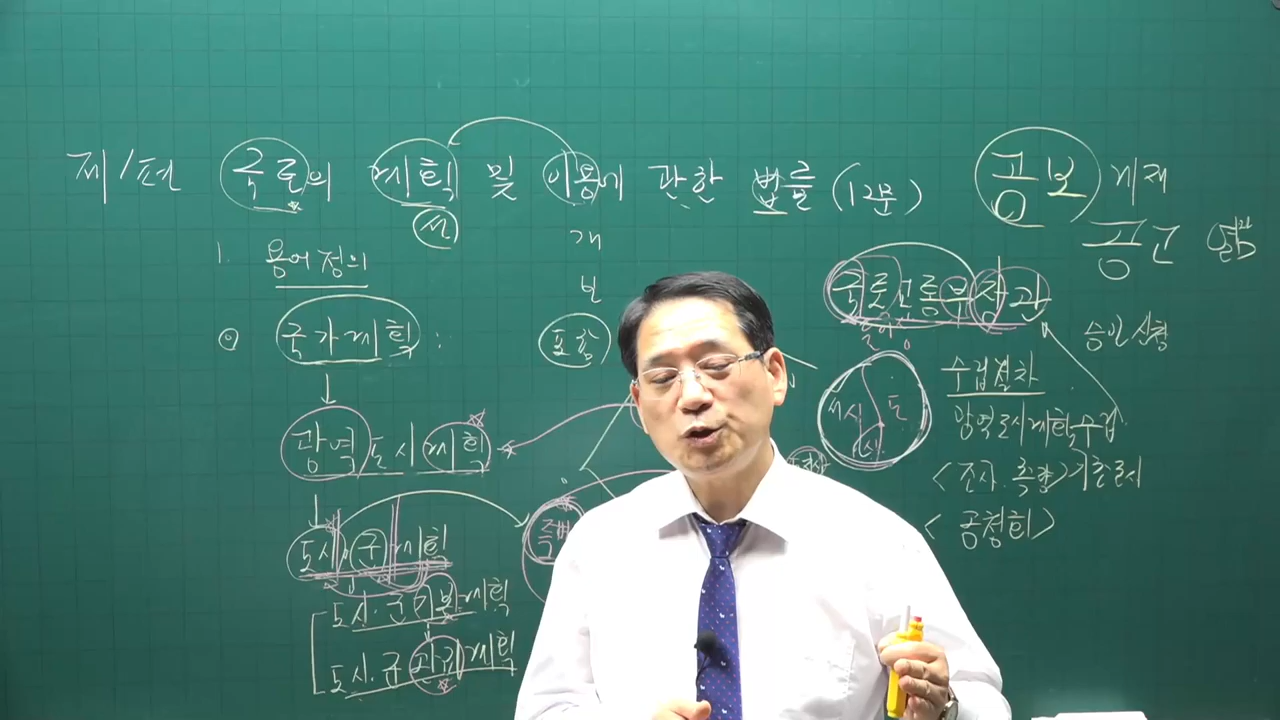 제1편 국토의 계획 및 이용에 관한 법률 (12문)
공보 게재
공고 열람
서
개
보
포함
1. 용어정의
◎ 국가계획 :
광역도시계획
도시.군계획
도시.군기본계획
도시.군관리계획
특별
국토교통부장관
승인신청
도
수립절차
광역도시계획수립
<조사.측량> 기초조사
<공청회>